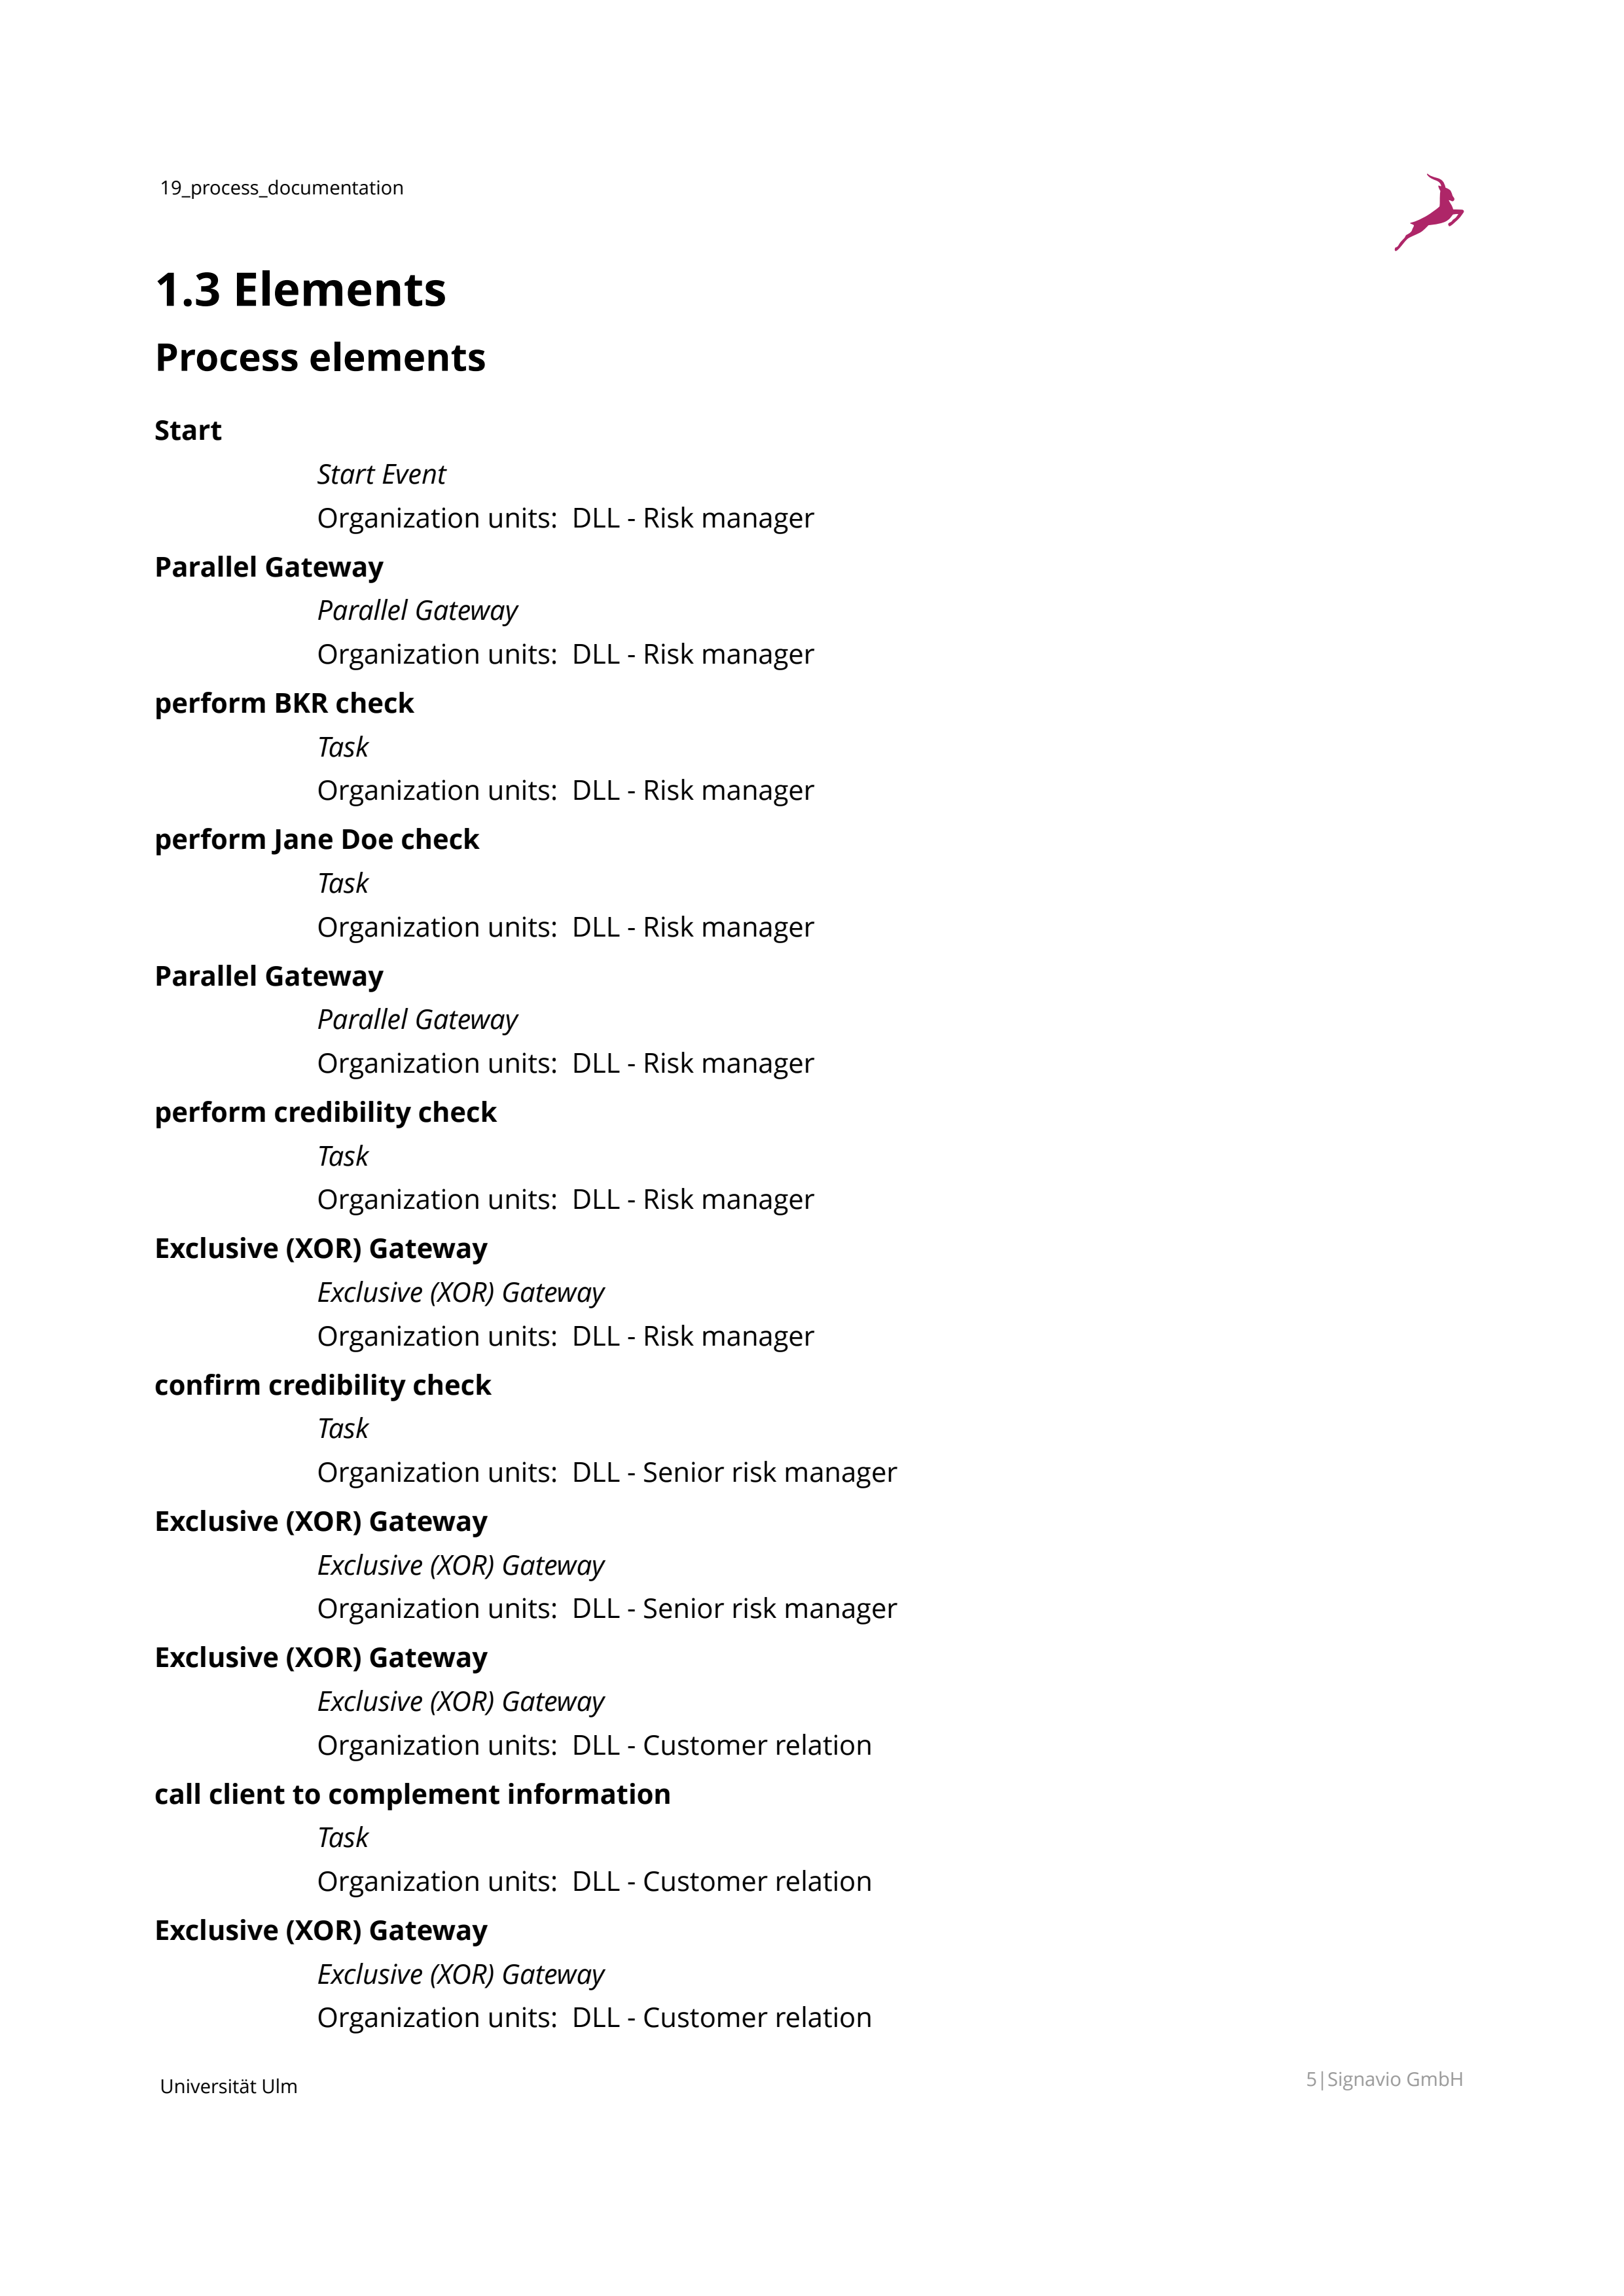 19_process_documentation
1.3 Elements
Process elements
Start
Start Event
Organization units: DLL - Risk manager
Parallel Gateway
Parallel Gateway
Organization units: DLL - Risk manager
perform BKR check
Task
Organization units: DLL - Risk manager
perform Jane Doe check
Task
Organization units: DLL - Risk manager
Parallel Gateway
Parallel Gateway
Organization units: DLL - Risk manager
perform credibility check
Task
Organization units: DLL - Risk manager
Exclusive (XOR) Gateway
Exclusive (XOR) Gateway
Organization units: DLL - Risk manager
confirm credibility check
Task
Organization units: DLL - Senior risk manager
Exclusive (XOR) Gateway
Exclusive (XOR) Gateway
Organization units: DLL - Senior risk manager
Exclusive (XOR) Gateway
Exclusive (XOR) Gateway
Organization units: DLL - Customer relation
call client to complement information
Task
Organization units: DLL - Customer relation
Exclusive (XOR) Gateway
Exclusive (XOR) Gateway
Organization units: DLL - Customer relation
Universität Ulm
5|Signavio GmbH